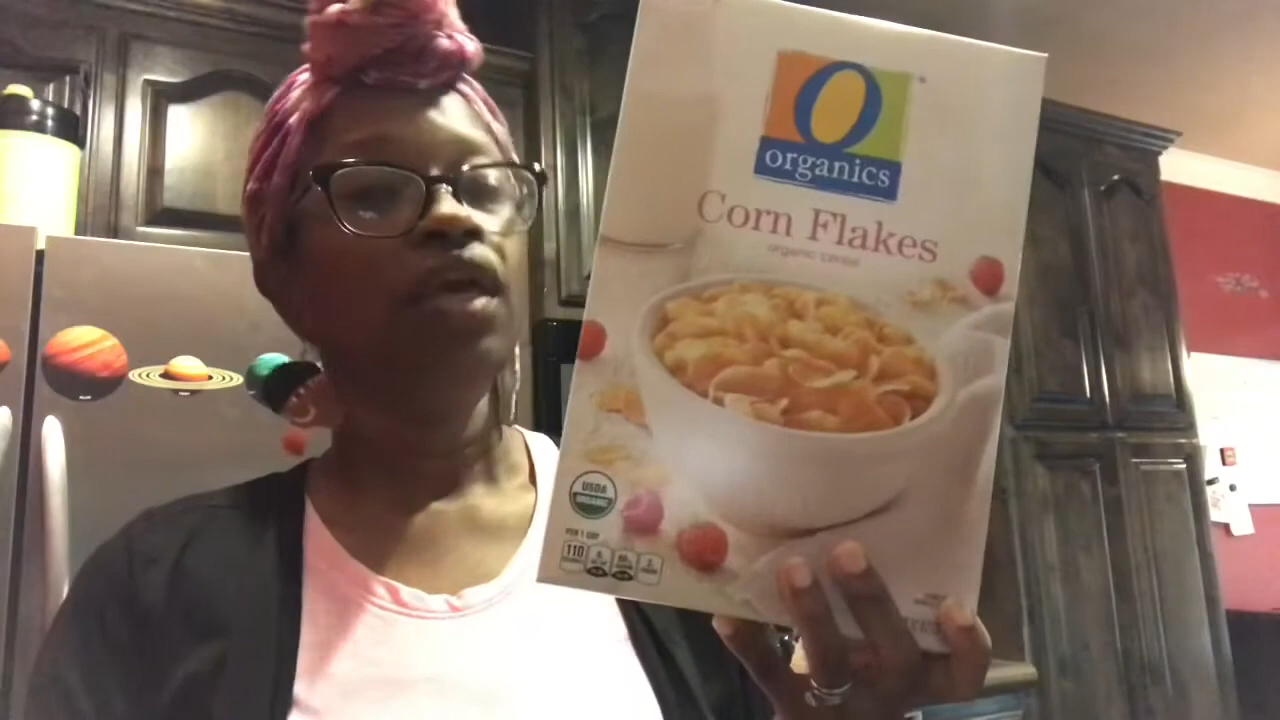 O
organics
Corn Flakes
organic cereal
USDA
ORGANIC
PER 1 CUP
110